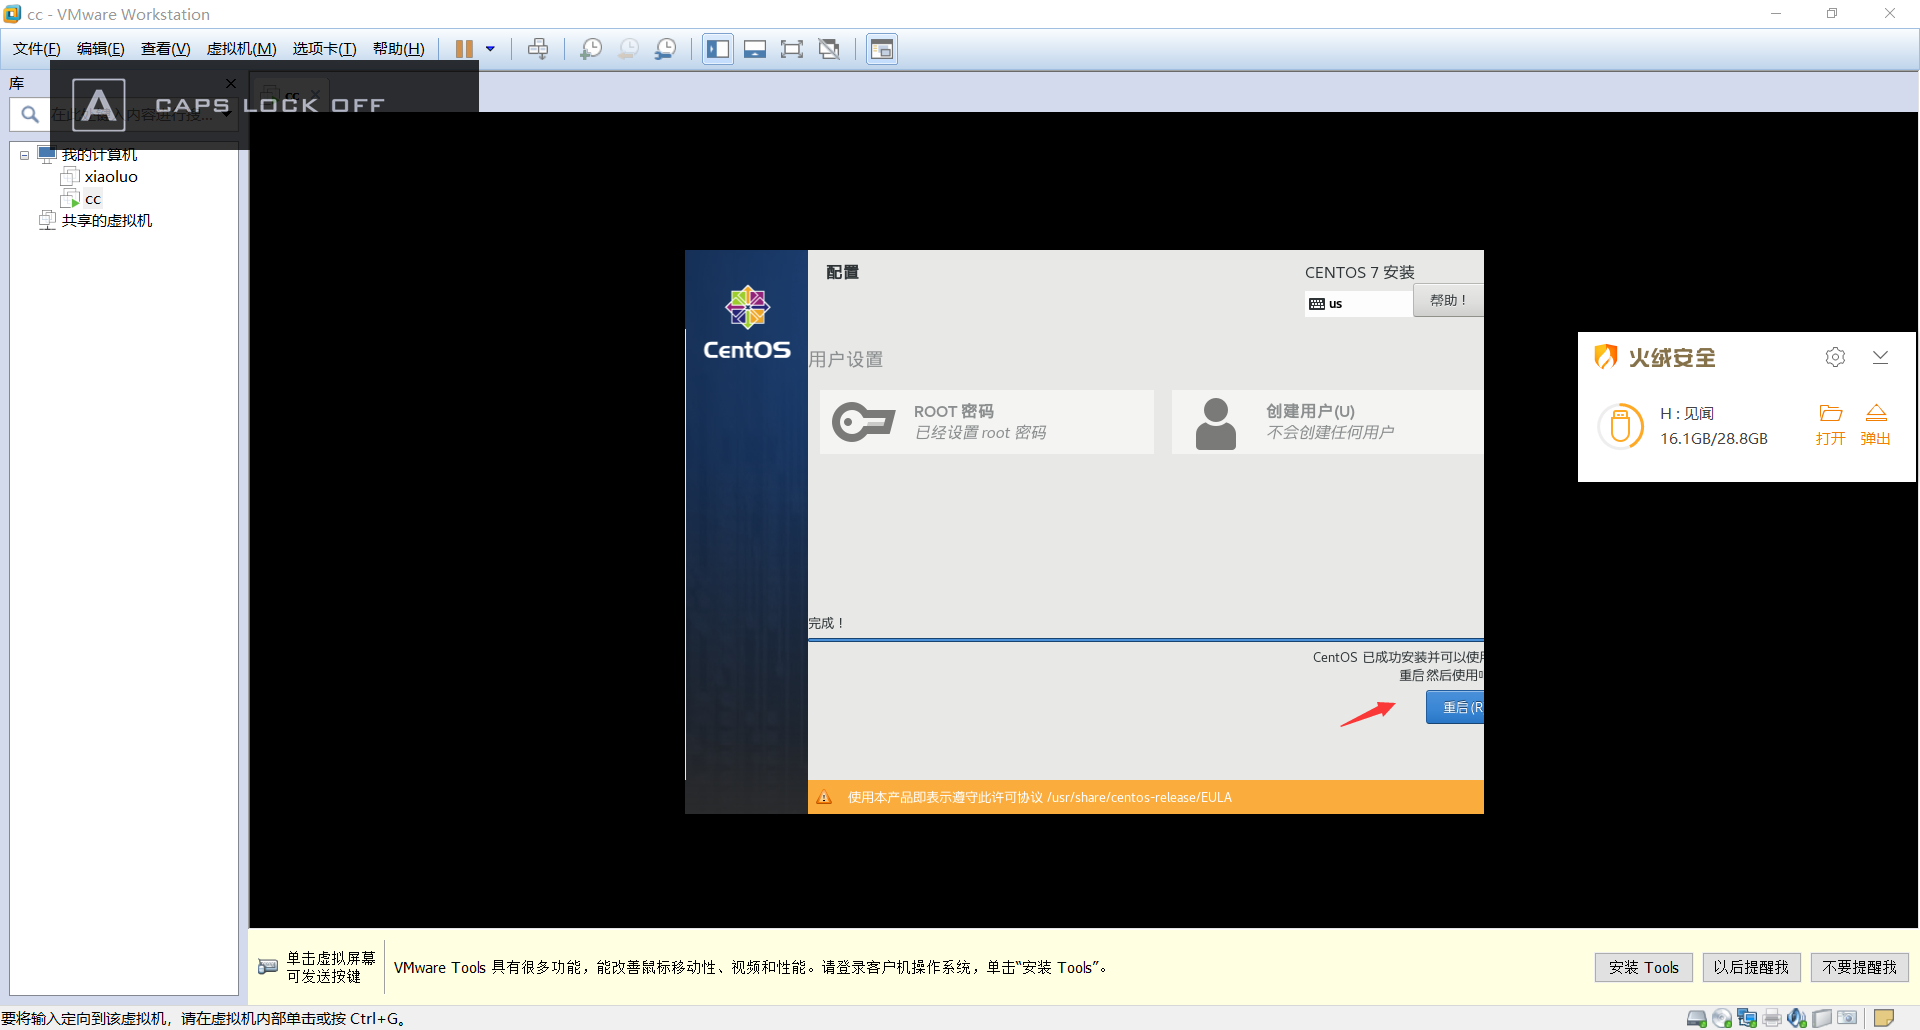 cc - VMware Workstation
文件(F) 编辑(E) 查看(V) 虚拟机(M) 选项卡(T) 帮助(H)
库
CAPS LOCK OFF
A
cc
我的计算机
xiaoluo
cc
共享的虚拟机
配置
CENTOS 7 安装
us
帮助！
CentOS
用户设置
ROOT 密码
已经设置 root 密码
创建用户(U)
不会创建任何用户
完成！
CentOS 已成功安装并可以使用
重启然后使用
重启(R
使用本产品即表示遵守此许可协议 /usr/share/centos-release/EULA
火绒安全
H : 见闻
16.1GB/28.8GB
打开 弹出
单击虚拟屏幕
可发送按键
VMware Tools 具有很多功能，能改善鼠标移动性、视频和性能。请登录客户机操作系统，单击“安装 Tools”。
安装 Tools 以后提醒我 不要提醒我
要将输入定向到该虚拟机，请在虚拟机内部单击或按 Ctrl+G。